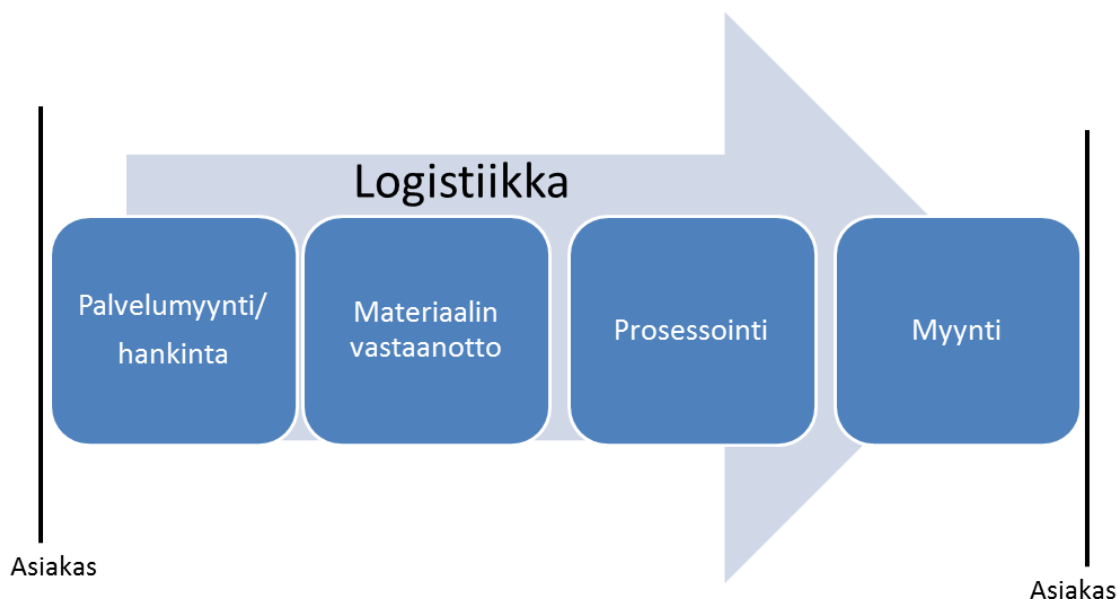 Logistiikka
Palvelumyynti/
hankinta
Materiaalin
vastaanotto
Prosessointi
Myynti
Asiakas
Asiakas